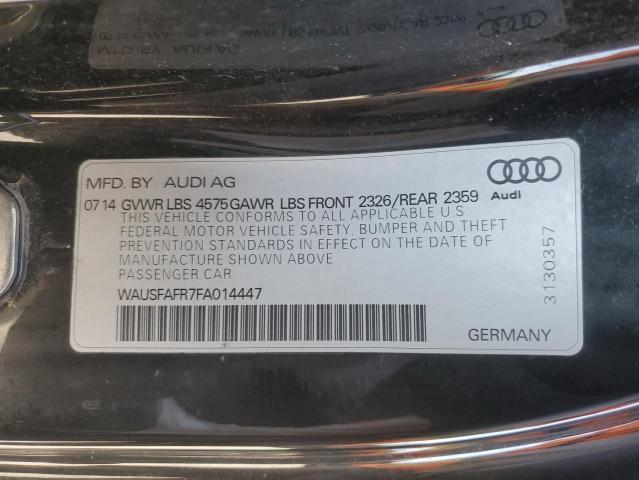 MFD. BY AUDI AG
Audi
07 14 GVWR LBS 4575 GAWR LBS FRONT 2326/REAR 2359
THIS VEHICLE CONFORMS TO ALL APPLICABLE U.S.
FEDERAL MOTOR VEHICLE SAFETY, BUMPER AND THEFT
PREVENTION STANDARDS IN EFFECT ON THE DATE OF
MANUFACTURE SHOWN ABOVE
PASSENGER CAR
WAUSFAFR7FA014447
3130357
GERMANY